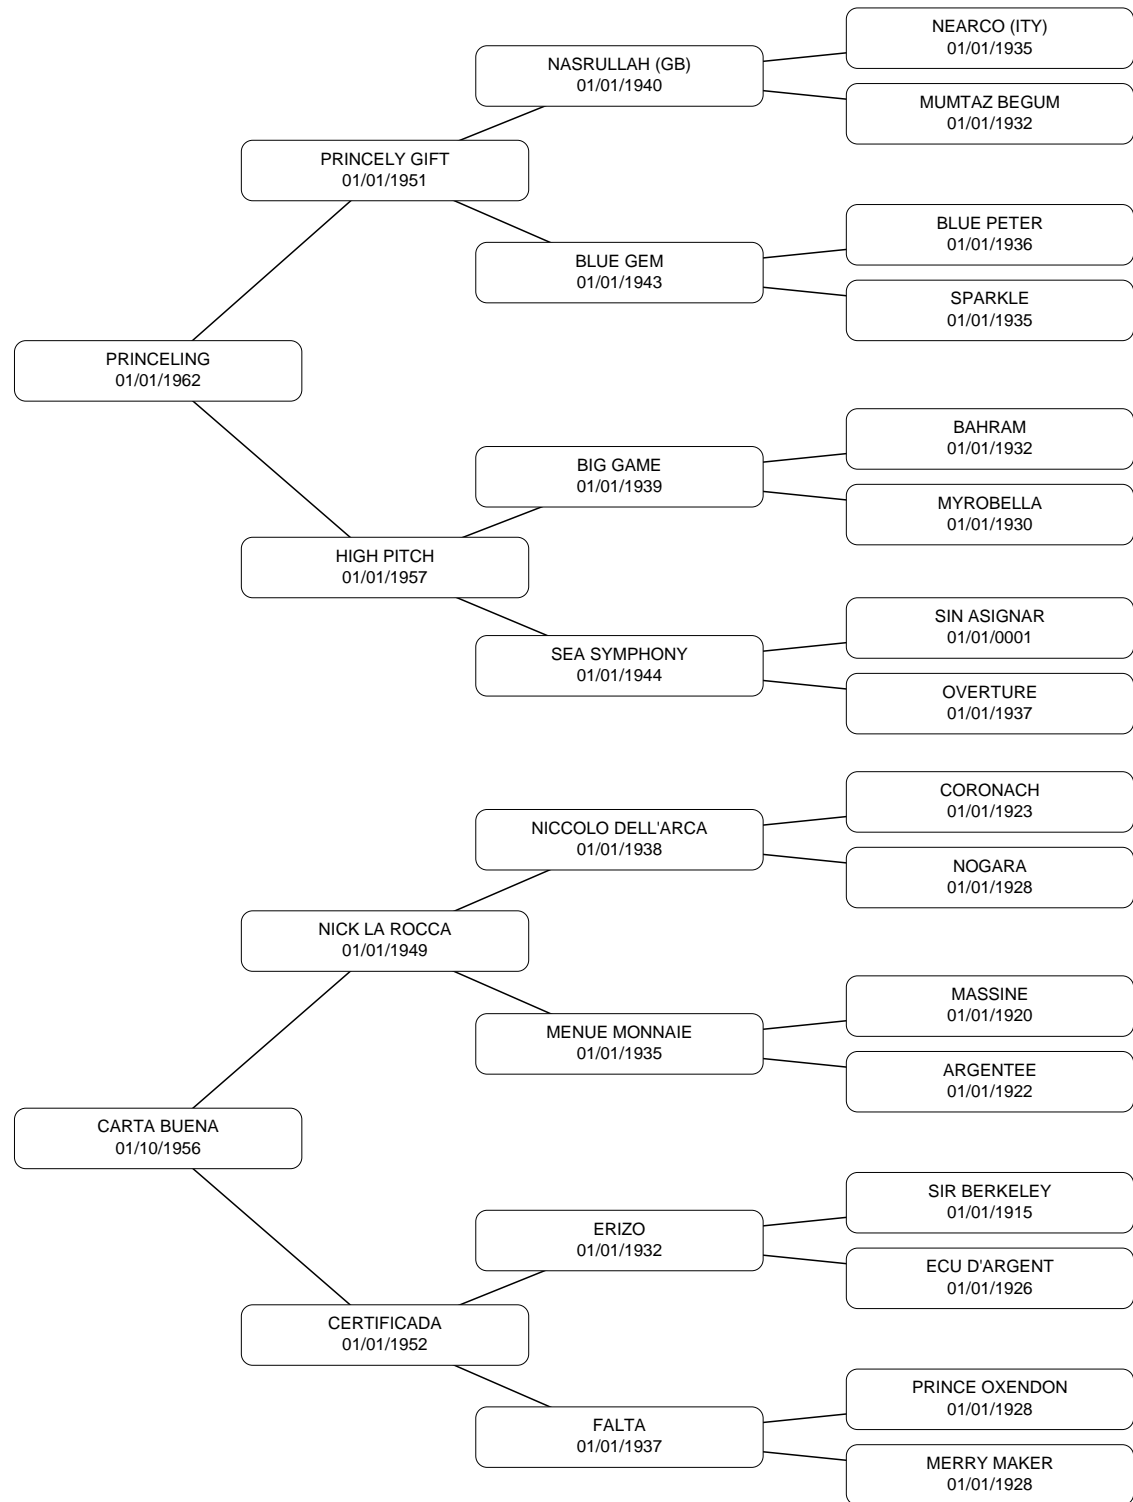 NEARCO (ITY)
01/01/1935
NASRULLAH (GB)
01/01/1940
MUMTAZ BEGUM
01/01/1932
PRINCELY GIFT
01/01/1951
BLUE PETER
01/01/1936
BLUE GEM
01/01/1943
SPARKLE
01/01/1935
PRINCELING
01/01/1962
BAHRAM
01/01/1932
BIG GAME
01/01/1939
MYROBELLA
01/01/1930
HIGH PITCH
01/01/1957
SIN ASIGNAR
01/01/0001
SEA SYMPHONY
01/01/1944
OVERTURE
01/01/1937
CORONACH
01/01/1923
NICCOLO DELL'ARCA
01/01/1938
NOGARA
01/01/1928
NICK LA ROCCA
01/01/1949
MASSINE
01/01/1920
MENUE MONNAIE
01/01/1935
ARGENTEE
01/01/1922
CARTA BUENA
01/10/1956
SIR BERKELEY
01/01/1915
ERIZO
01/01/1932
ECU D'ARGENT
01/01/1926
CERTIFICADA
01/01/1952
PRINCE OXENDON
01/01/1928
FALTA
01/01/1937
MERRY MAKER
01/01/1928